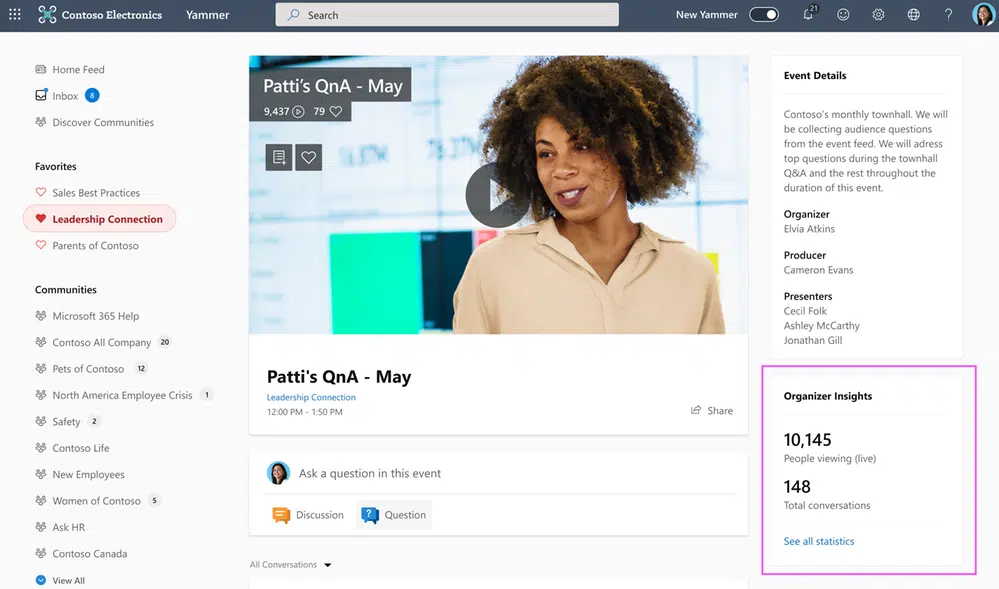 Contoso Electronics
Yammer
Search
New Yammer
21
?
Home Feed
Inbox 8
Discover Communities
Favorites
Sales Best Practices
Leadership Connection
Parents of Contoso
Communities
Microsoft 365 Help
Contoso All Company 20
Pets of Contoso 12
North America Employee Crisis 1
Safety 2
Contoso Life
New Employees
Women of Contoso 5
Ask HR
Contoso Canada
View All
Patti's QnA - May
9,437 79
Patti's QnA - May
Leadership Connection
12:00 PM - 1:50 PM
Share
Ask a question in this event
Discussion
? Question
All Conversations
Event Details
Contoso's monthly townhall. We will
be collecting audience questions
from the event feed. We will adress
top questions during the townhall
Q&A and the rest throughout the
duration of this event.
Organizer
Elvia Atkins
Producer
Cameron Evans
Presenters
Cecil Folk
Ashley McCarthy
Jonathan Gill
Organizer Insights
10,145
People viewing (live)
148
Total conversations
See all statistics